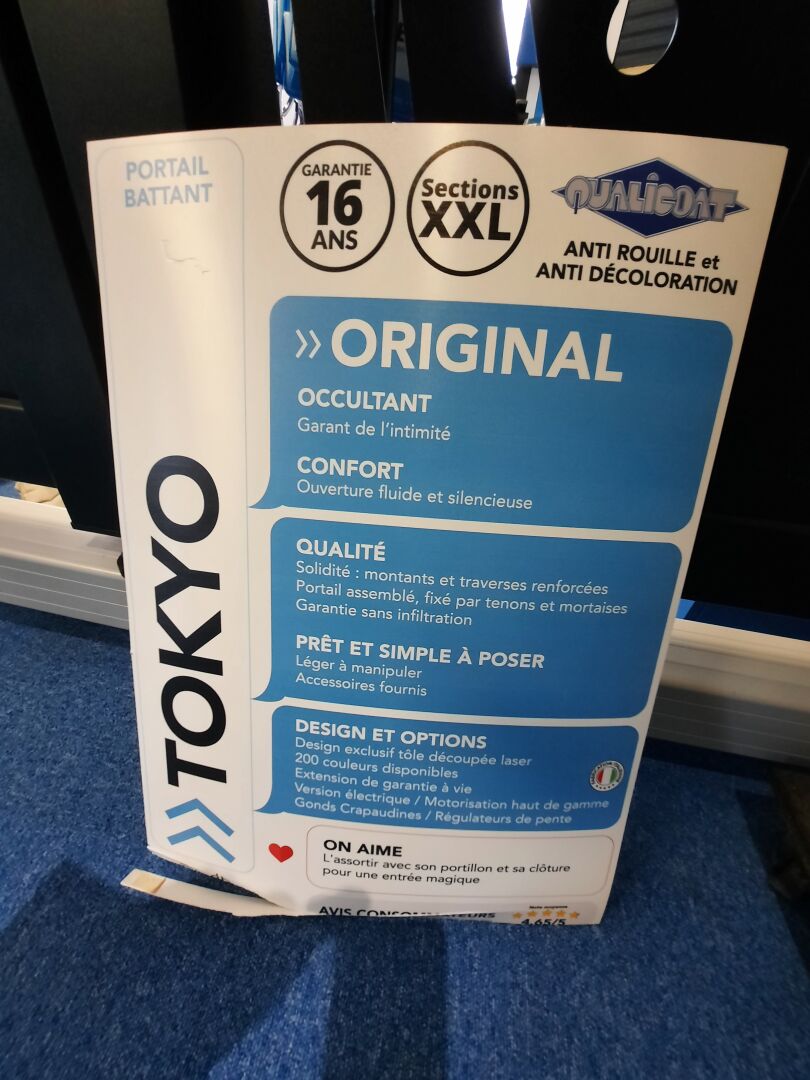 PORTAIL
BATTANT
GARANTIE
16
ANS
Sections
XXL
QUALICOAT
ANTI ROUILLE et
ANTI DÉCOLORATION
>> TOKYO
>> ORIGINAL
OCCULTANT
Garant de l'intimité
CONFORT
Ouverture fluide et silencieuse
QUALITÉ
Solidité : montants et traverses renforcées
Portail assemblé, fixé par tenons et mortaises
Garantie sans infiltration
PRÊT ET SIMPLE À POSER
Léger à manipuler
Accessoires fournis
DESIGN ET OPTIONS
Design exclusif tôle découpée laser
200 couleurs disponibles
Extension de garantie à vie
Version électrique / Motorisation haut de gamme
Gonds Crapaudines / Régulateurs de pente
ON AIME
L'assortir avec son portillon et sa clôture
pour une entrée magique
AVIS CONSOMMATEURS
Note moyenne
4,65/5